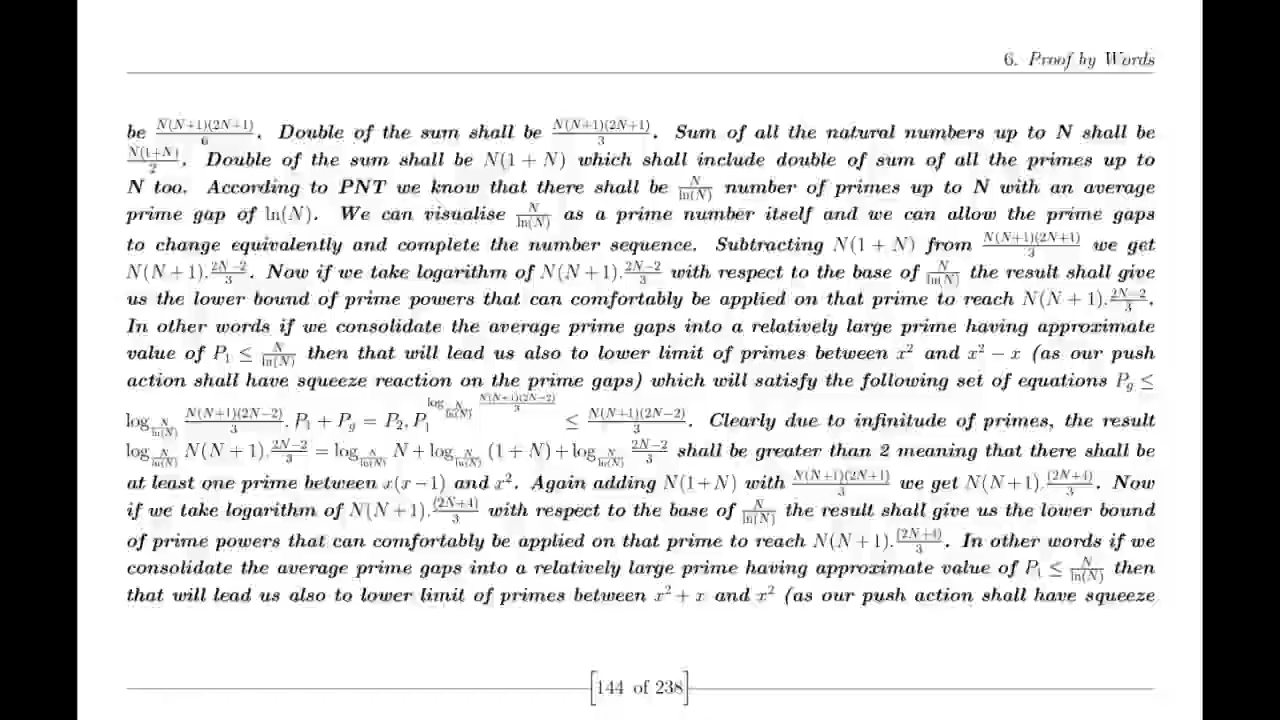 6. Proof by Words
be N(N+1)(2N+1)/6. Double of the sum shall be N(N+1)(2N+1)/3. Sum of all the natural numbers up to N shall be
N(1+N)/2. Double of the sum shall be N(1 + N) which shall include double of sum of all the primes up to
N too. According to PNT we know that there shall be N/ln(N) number of primes up to N with an average
prime gap of ln(N). We can visualise N/ln(N) as a prime number itself and we can allow the prime gaps
to change equivalently and complete the number sequence. Subtracting N(1 + N) from N(N+1)(2N+1)/3 we get
N(N + 1).2N−2/3. Now if we take logarithm of N(N + 1).2N−2/3 with respect to the base of N/ln(N) the result shall give
us the lower bound of prime powers that can comfortably be applied on that prime to reach N(N + 1).2N−2/3.
In other words if we consolidate the average prime gaps into a relatively large prime having approximate
value of P₁ ≤ N/ln(N) then that will lead us also to lower limit of primes between x² and x² − x (as our push
action shall have squeeze reaction on the prime gaps) which will satisfy the following set of equations P_g ≤
log_{N/ln(N)} N(N+1)(2N−2)/3. P₁ + P_g = P₂, P₁^{log_{N/ln(N)} N(N+1)(2N−2)/3} ≤ N(N+1)(2N−2)/3. Clearly due to infinitude of primes, the result
log_{N/ln(N)} N(N + 1).2N−2/3 = log_{N/ln(N)} N + log_{N/ln(N)} (1 + N) + log_{N/ln(N)} 2N−2/3 shall be greater than 2 meaning that there shall be
at least one prime between x(x − 1) and x². Again adding N(1+N) with N(N+1)(2N+1)/3 we get N(N+1).(2N+4)/3. Now
if we take logarithm of N(N + 1).(2N+4)/3 with respect to the base of N/ln(N) the result shall give us the lower bound
of prime powers that can comfortably be applied on that prime to reach N(N + 1).(2N+4)/3. In other words if we
consolidate the average prime gaps into a relatively large prime having approximate value of P₁ ≤ N/ln(N) then
that will lead us also to lower limit of primes between x² + x and x² (as our push action shall have squeeze
[144 of 238]